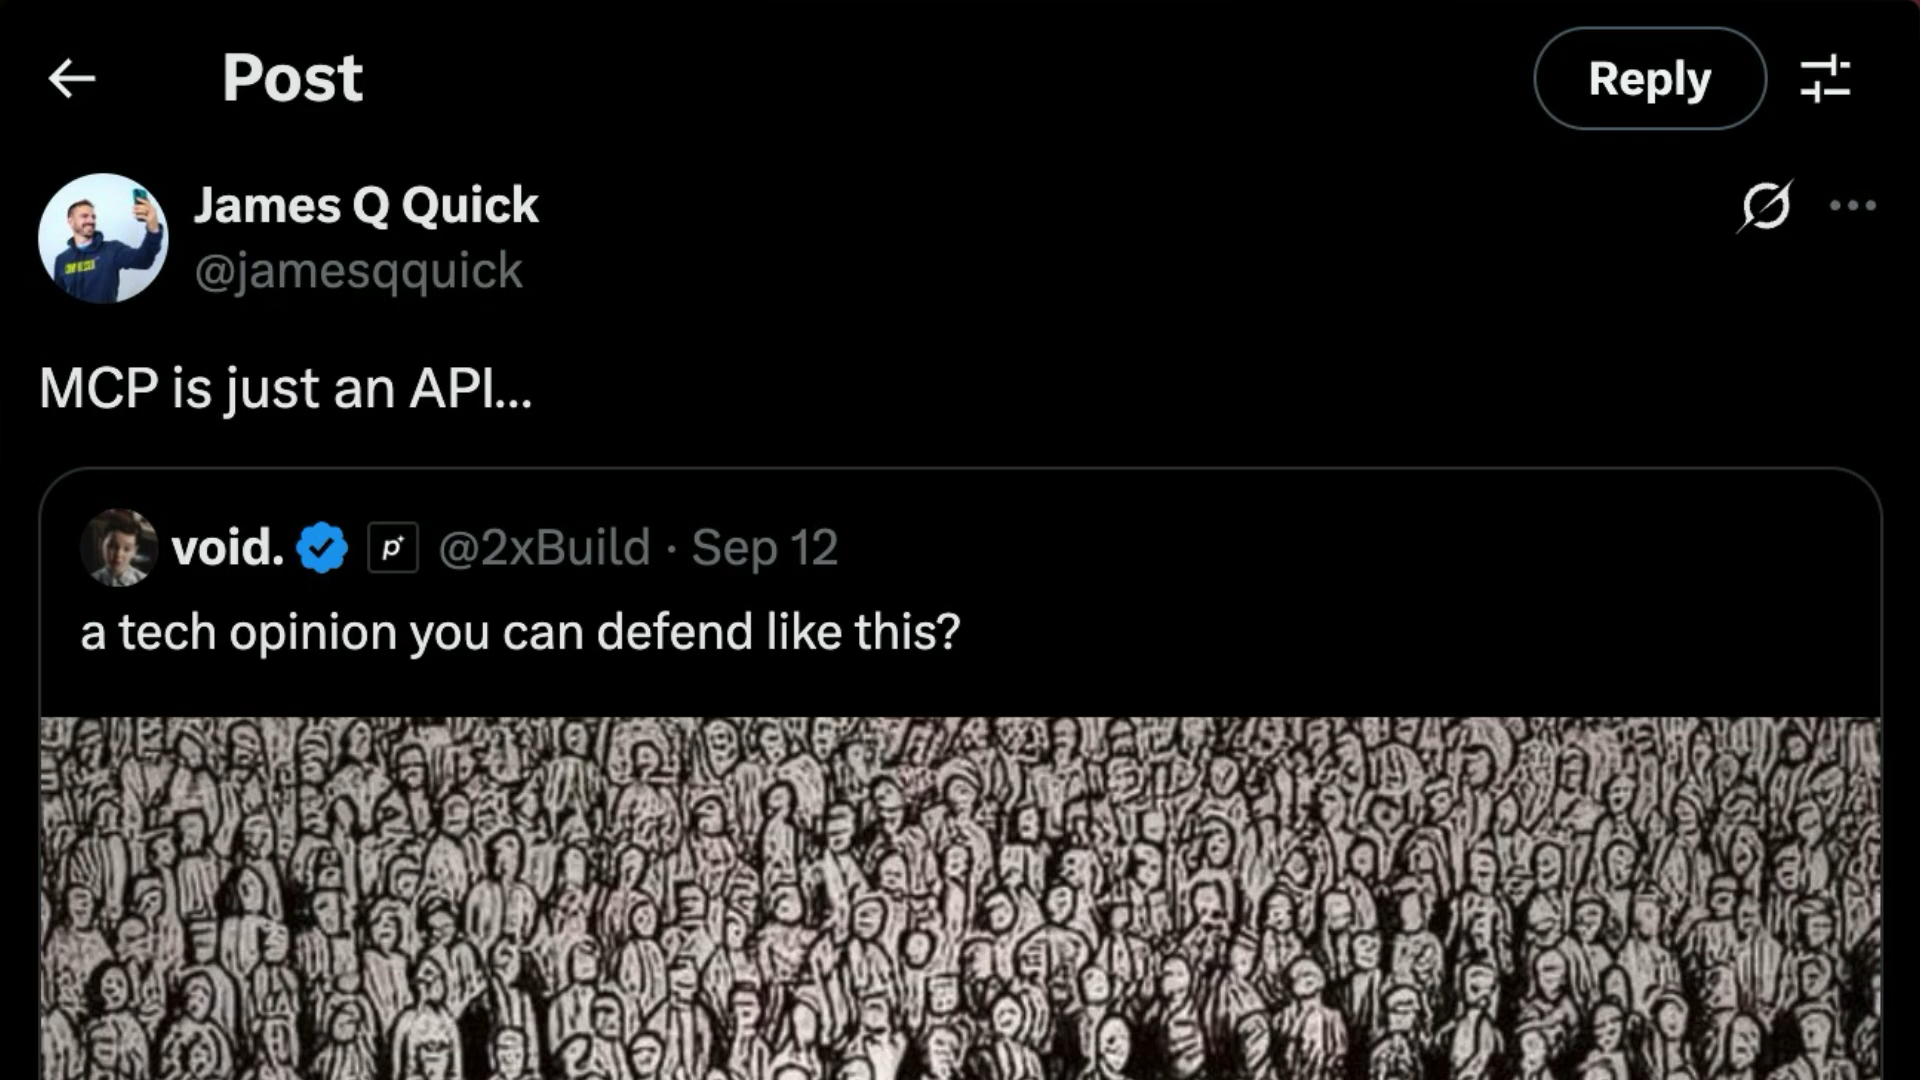 Post
Reply
James Q Quick
@jamesqquick
MCP is just an API...
void. @2xBuild · Sep 12
a tech opinion you can defend like this?